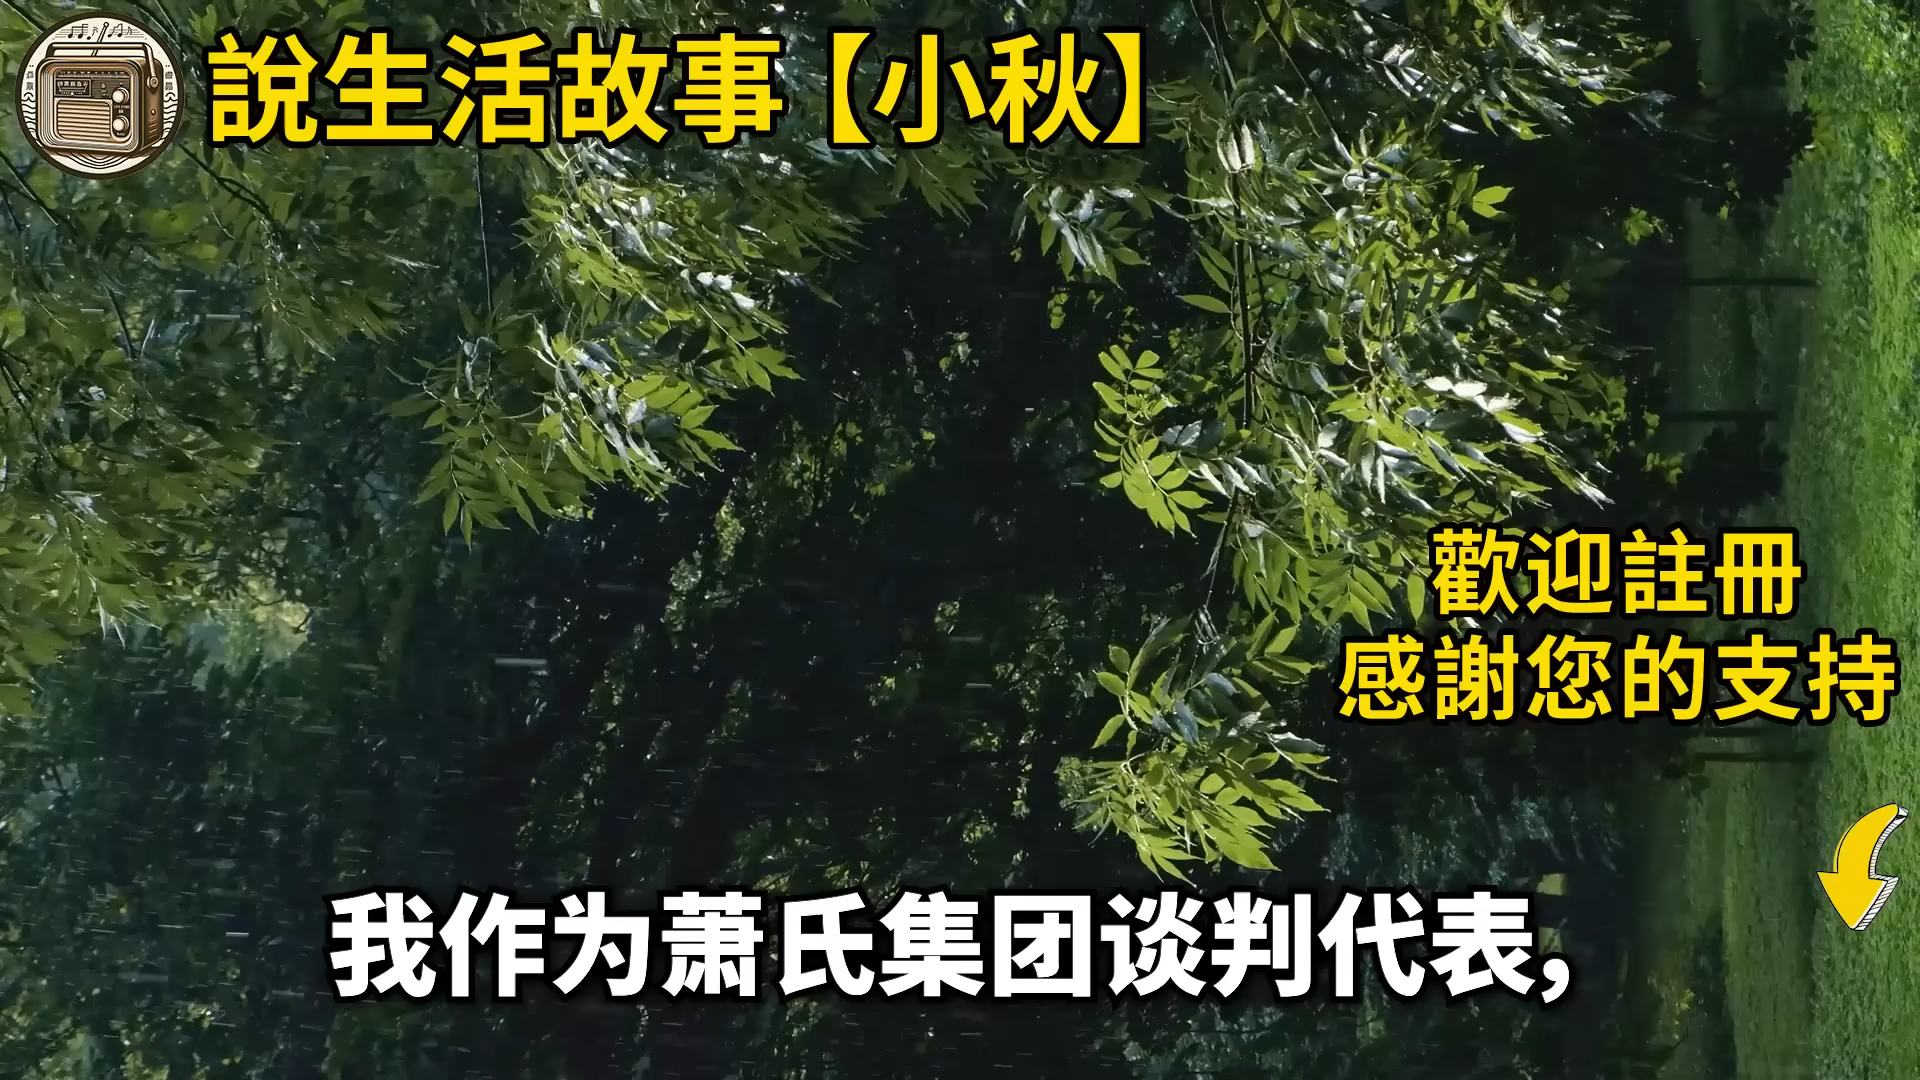 說生活故事【小秋】
歡迎註冊
感謝您的支持
我作为萧氏集团谈判代表,